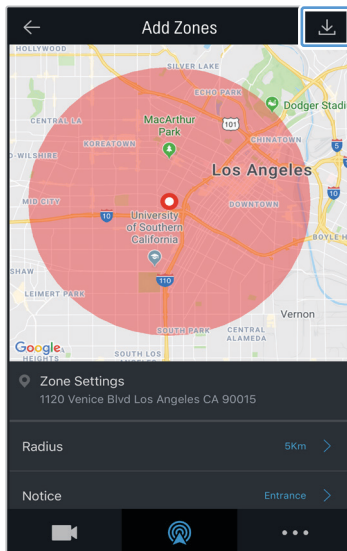 Add Zones
HOLLYWOOD
SILVER LAKE
ECHO PARK
Dodger Stadi
CENTRAL LA
MacArthur
Park
101
KOREATOWN
CHINATOWN
5
D-WILSHIRE
Los Angeles
10
MID CITY
DOWNTOWN
10
University
of Southern
California
BOYLE H
SHAW
10
110
LEIMERT PARK
Vernon
SOUTH PARK
CENTRAL
ALAMEDA
Google
HEIGHTS
SOUTH LOS
Zone Settings
1120 Venice Blvd Los Angeles CA 90015
Radius
5Km
Notice
Entrance